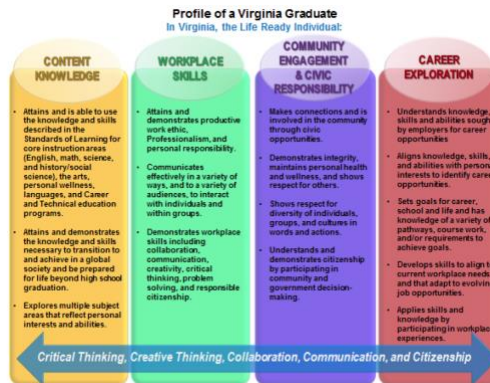 Profile of a Virginia Graduate
In Virginia, the Life Ready Individual:
CONTENT
KNOWLEDGE
• Attains and is able to use
the knowledge and skills
described in the
Standards of Learning for
core instruction areas
(English, math, science,
and history/social
science), the arts,
personal wellness,
languages, and Career
and Technical education
programs.
• Attains and demonstrates
the knowledge and skills
necessary to transition to
and achieve in a global
society and be prepared
for life beyond high school
graduation.
• Explores multiple subject
areas that reflect personal
interests and abilities.
WORKPLACE
SKILLS
• Attains and
demonstrates productive
work ethic,
Professionalism, and
personal responsibility.
• Communicates
effectively in a variety of
ways, and to a variety of
audiences, to interact
with individuals and
within groups.
• Demonstrates workplace
skills including
collaboration,
communication,
creativity, critical
thinking, problem
solving, and responsible
citizenship.
COMMUNITY
ENGAGEMENT
& CIVIC
RESPONSIBILITY
• Makes connections and is
involved in the community
through civic
opportunities.
• Demonstrates integrity,
maintains personal health
and wellness, and shows
respect for others.
• Shows respect for
diversity of individuals,
groups, and cultures in
words and actions.
• Understands and
demonstrates citizenship
by participating in
community and
government decision-
making.
CAREER
EXPLORATION
• Understands knowledge,
skills and abilities sough
by employers for career
opportunities
• Aligns knowledge, skills,
and abilities with person
interests to identify caree
opportunities.
• Sets goals for career,
school and life and has
knowledge of a variety of
pathways, course work,
and/or requirements to
achieve goals.
• Develops skills to align to
current workplace needs
and that adapt to evolvin
job opportunities.
• Applies skills and
knowledge by
participating in workplac
experiences.
Critical Thinking, Creative Thinking, Collaboration, Communication, and Citizenship